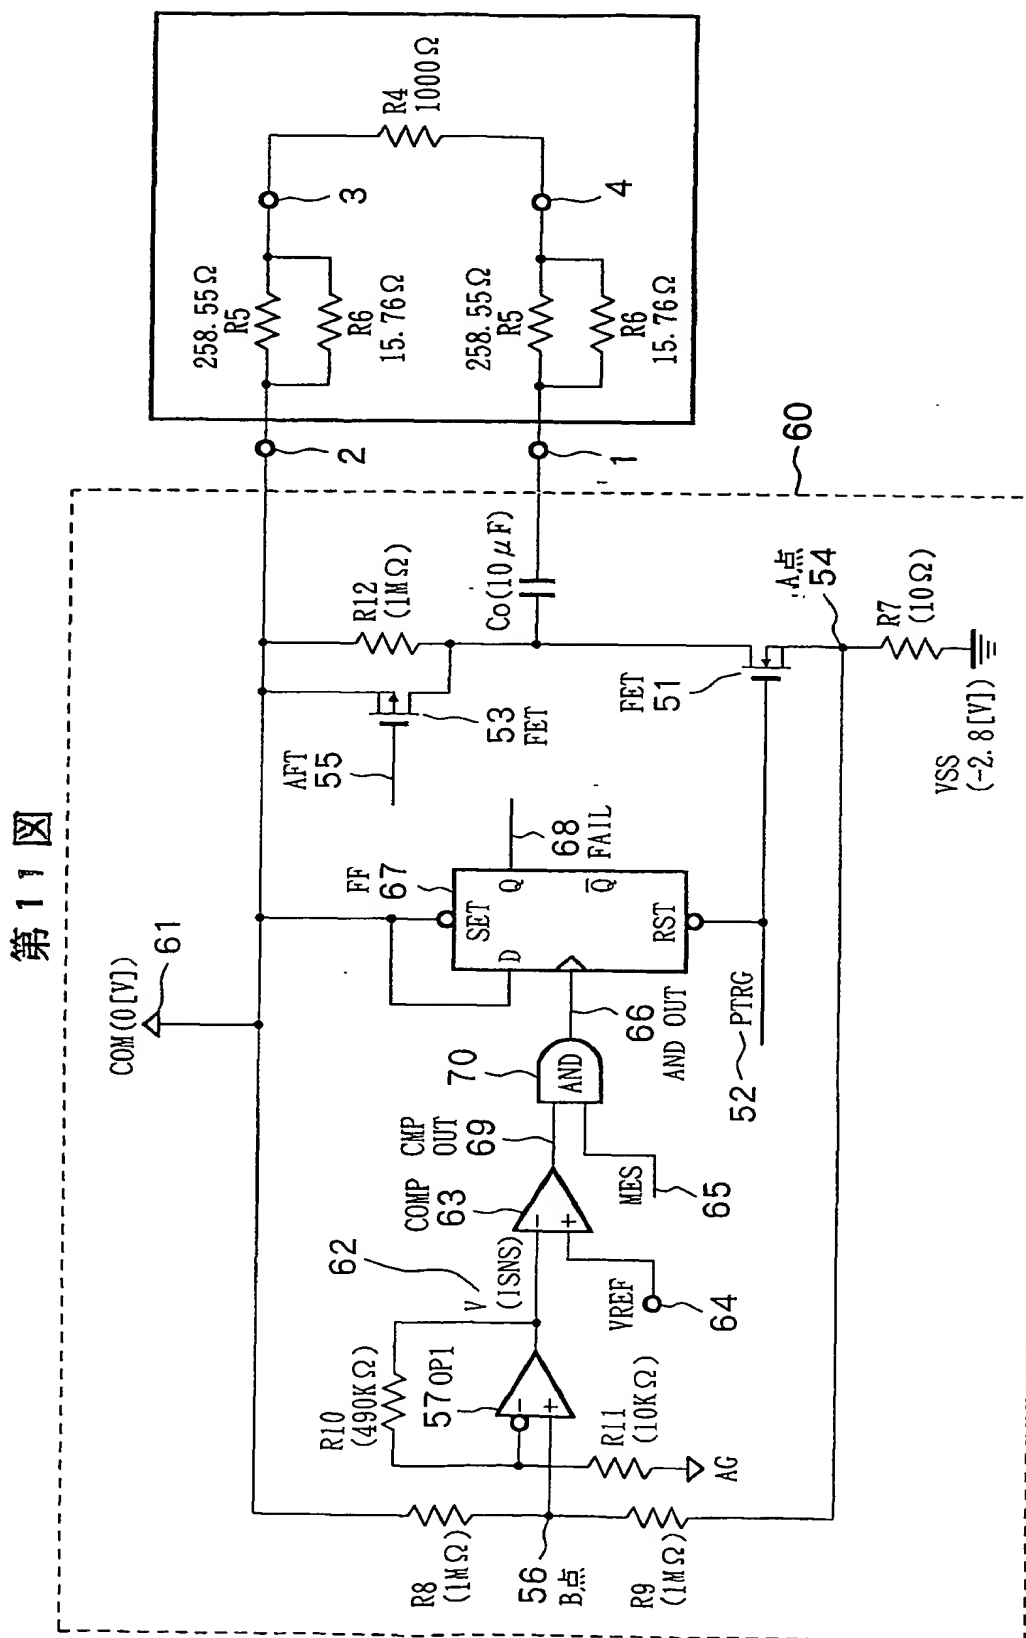 第11図
COM(0[V])
61
R8
(1MΩ)
56
B点
R9
(1MΩ)
R10
(490KΩ)
57 OP1
-
+
R11
(10KΩ)
AG
62
V
(ISNS)
COMP
63
-
+
VREF
64
CMP
OUT
69
MES
65
70
AND
66
AND OUT
FF
67
SET
D
Q
Q̅
RST
68
FAIL
52 PTRG
AFT
55
53
FET
R12
(1MΩ)
Co(10μF)
FET
51
A点
54
R7
(10Ω)
VSS
(-2.8[V])
60
2
1
258.55Ω
R5
R6
15.76Ω
258.55Ω
R5
R6
15.76Ω
3
4
R4
1000Ω